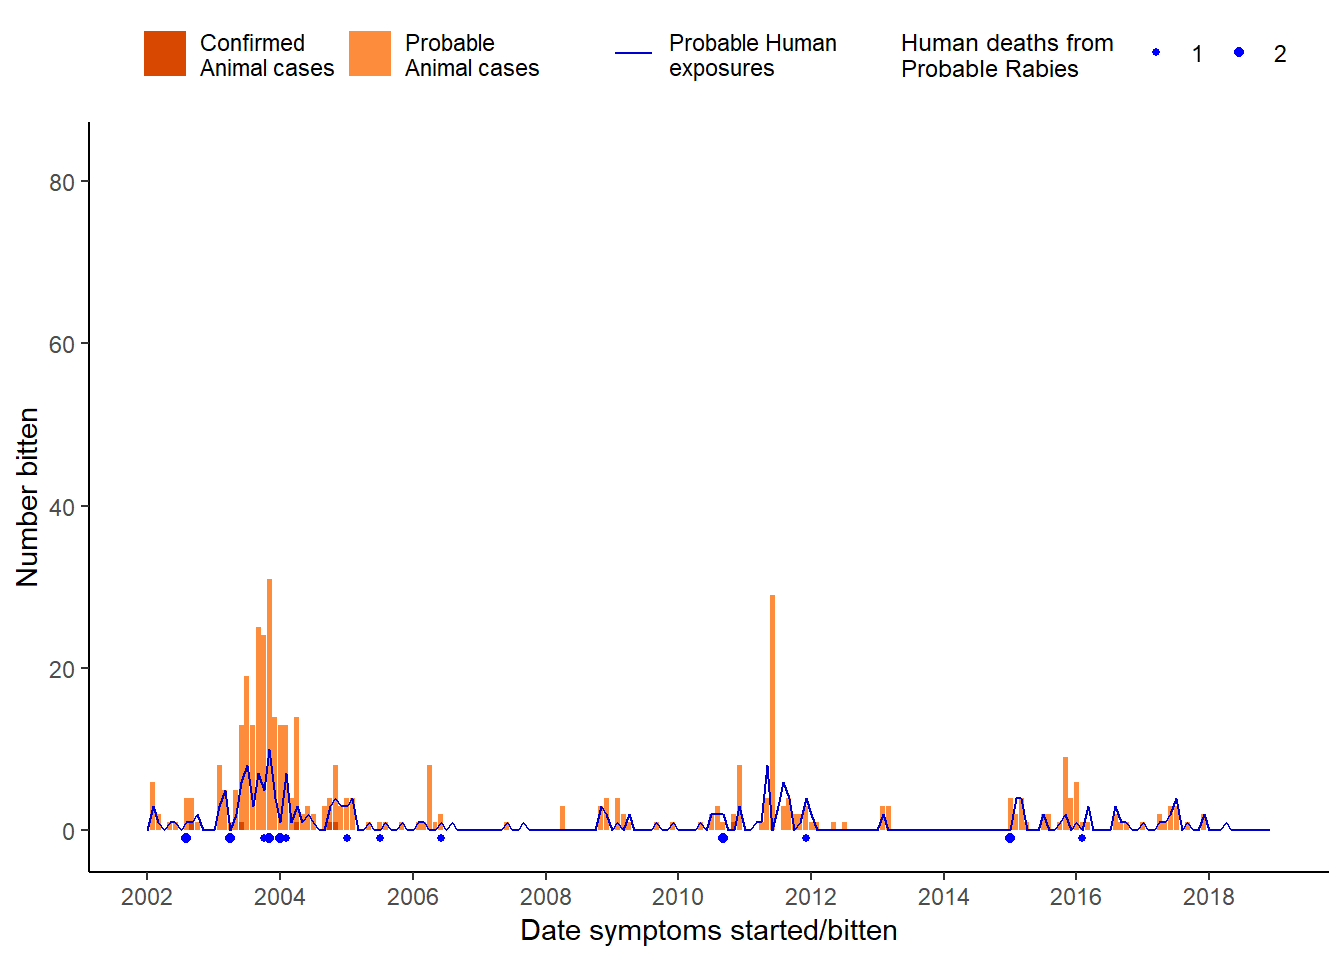 Confirmed
Animal cases
Probable
Animal cases
Probable Human
exposures
Human deaths from
Probable Rabies
1
2
80
60
40
20
0
Number bitten
2002
2004
2006
2008
2010
2012
2014
2016
2018
Date symptoms started/bitten